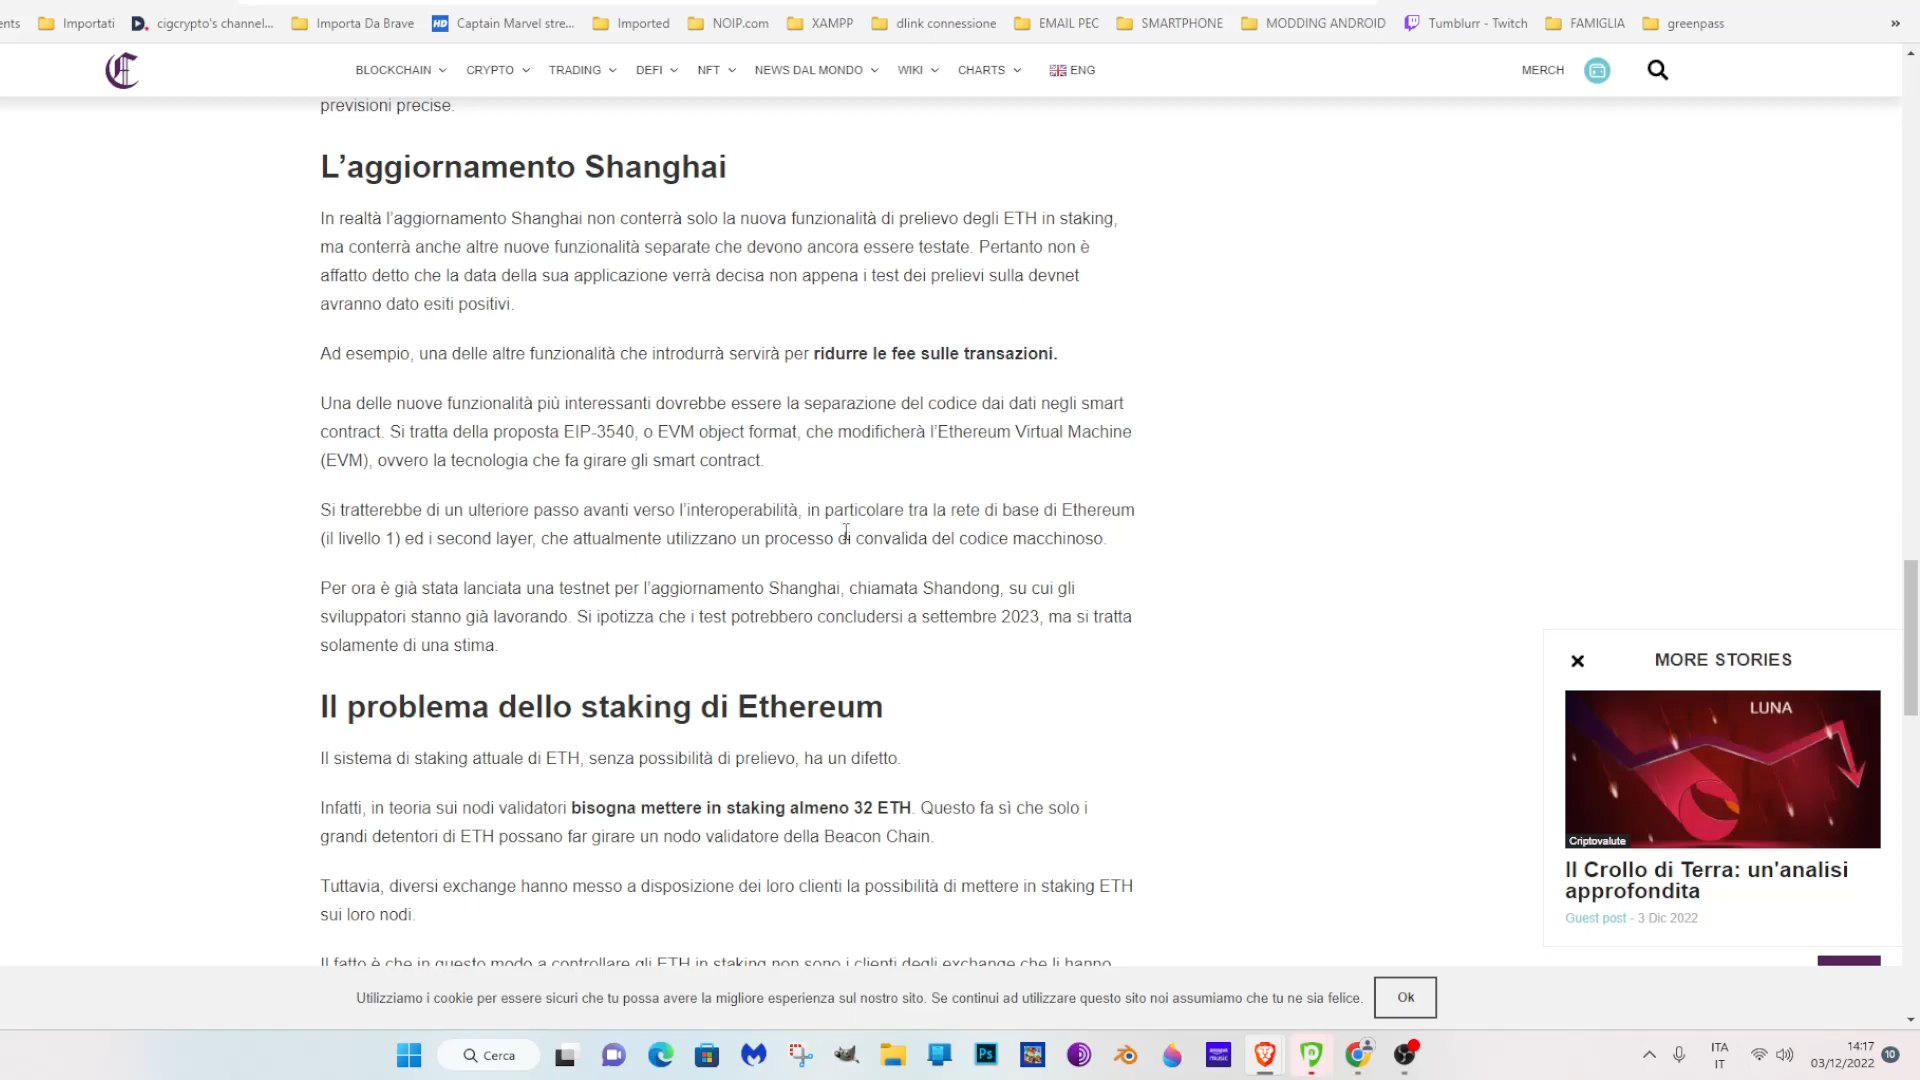 ents
Importati
cigcrypto's channel...
Importa Da Brave
HD
Captain Marvel stre...
Imported
NOIP.com
XAMPP
dlink connessione
EMAIL PEC
SMARTPHONE
MODDING ANDROID
Tumblurr - Twitch
FAMIGLIA
greenpass
»
BLOCKCHAIN
CRYPTO
TRADING
DEFI
NFT
NEWS DAL MONDO
WIKI
CHARTS
ENG
MERCH
previsioni precise.
L’aggiornamento Shanghai
In realtà l’aggiornamento Shanghai non conterrà solo la nuova funzionalità di prelievo degli ETH in staking,
ma conterrà anche altre nuove funzionalità separate che devono ancora essere testate. Pertanto non è
affatto detto che la data della sua applicazione verrà decisa non appena i test dei prelievi sulla devnet
avranno dato esiti positivi.
Ad esempio, una delle altre funzionalità che introdurrà servirà per ridurre le fee sulle transazioni.
Una delle nuove funzionalità più interessanti dovrebbe essere la separazione del codice dai dati negli smart
contract. Si tratta della proposta EIP-3540, o EVM object format, che modificherà l’Ethereum Virtual Machine
(EVM), ovvero la tecnologia che fa girare gli smart contract.
Si tratterebbe di un ulteriore passo avanti verso l’interoperabilità, in particolare tra la rete di base di Ethereum
(il livello 1) ed i second layer, che attualmente utilizzano un processo di convalida del codice macchinoso.
Per ora è già stata lanciata una testnet per l’aggiornamento Shanghai, chiamata Shandong, su cui gli
sviluppatori stanno già lavorando. Si ipotizza che i test potrebbero concludersi a settembre 2023, ma si tratta
solamente di una stima.
Il problema dello staking di Ethereum
Il sistema di staking attuale di ETH, senza possibilità di prelievo, ha un difetto.
Infatti, in teoria sui nodi validatori bisogna mettere in staking almeno 32 ETH. Questo fa sì che solo i
grandi detentori di ETH possano far girare un nodo validatore della Beacon Chain.
Tuttavia, diversi exchange hanno messo a disposizione dei loro clienti la possibilità di mettere in staking ETH
sui loro nodi.
Il fatto è che in questo modo a controllare gli ETH in staking non sono i clienti degli exchange che li hanno
MORE STORIES
LUNA
Criptovalute
Il Crollo di Terra: un'analisi
approfondita
Guest post - 3 Dic 2022
Utilizziamo i cookie per essere sicuri che tu possa avere la migliore esperienza sul nostro sito. Se continui ad utilizzare questo sito noi assumiamo che tu ne sia felice.
Ok
Cerca
Ps
ITA
IT
14:17
03/12/2022
10